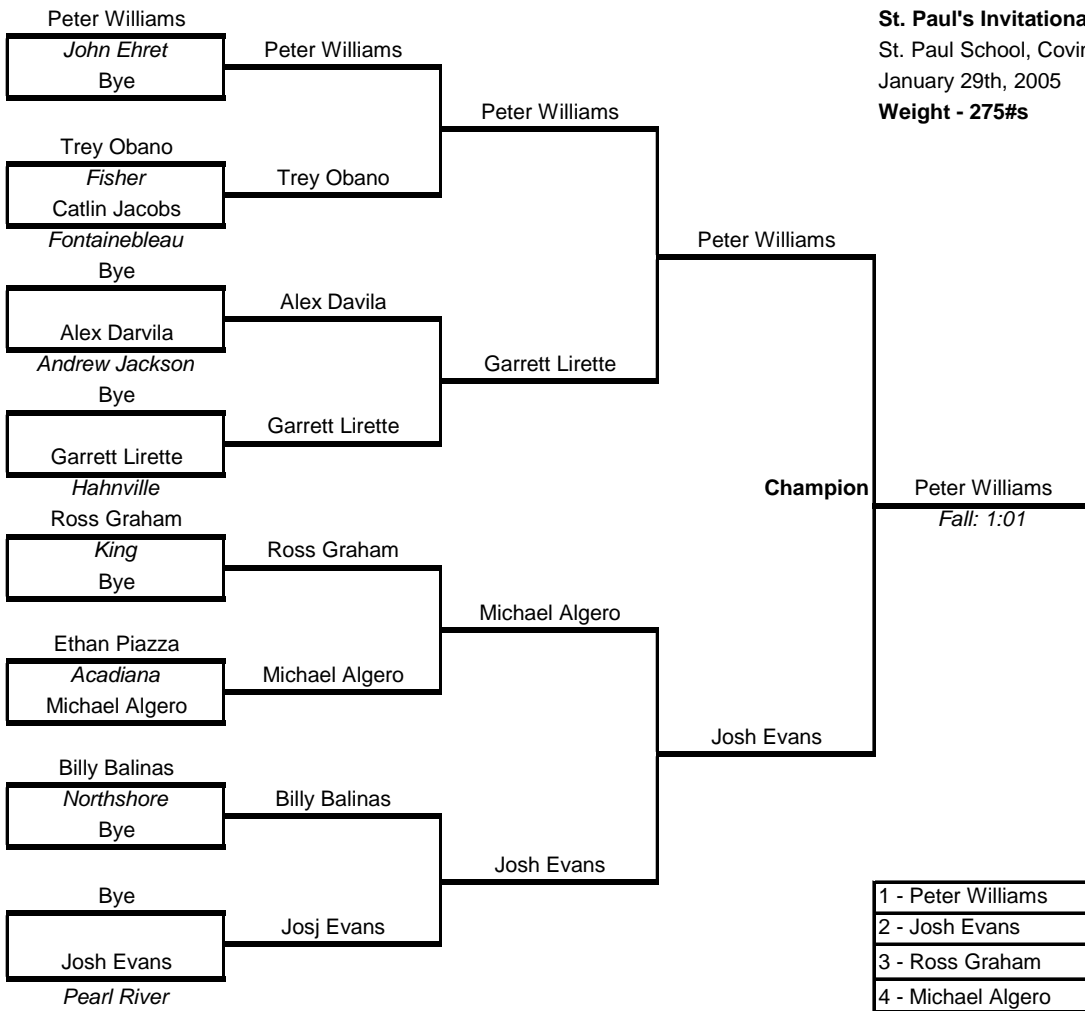 Peter Williams
John Ehret
Bye
Trey Obano
Fisher
Catlin Jacobs
Fontainebleau
Bye
Alex Darvila
Andrew Jackson
Bye
Garrett Lirette
Hahnville
Ross Graham
King
Bye
Ethan Piazza
Acadiana
Michael Algero
Billy Balinas
Northshore
Bye
Bye
Josh Evans
Pearl River
Peter Williams
Trey Obano
Alex Davila
Garrett Lirette
Ross Graham
Michael Algero
Billy Balinas
Josj Evans
Peter Williams
Garrett Lirette
Michael Algero
Josh Evans
Peter Williams
Josh Evans
Champion
Peter Williams
Fall: 1:01
St. Paul's Invitationa
St. Paul School, Covin
January 29th, 2005
Weight - 275#s
1 - Peter Williams
2 - Josh Evans
3 - Ross Graham
4 - Michael Algero